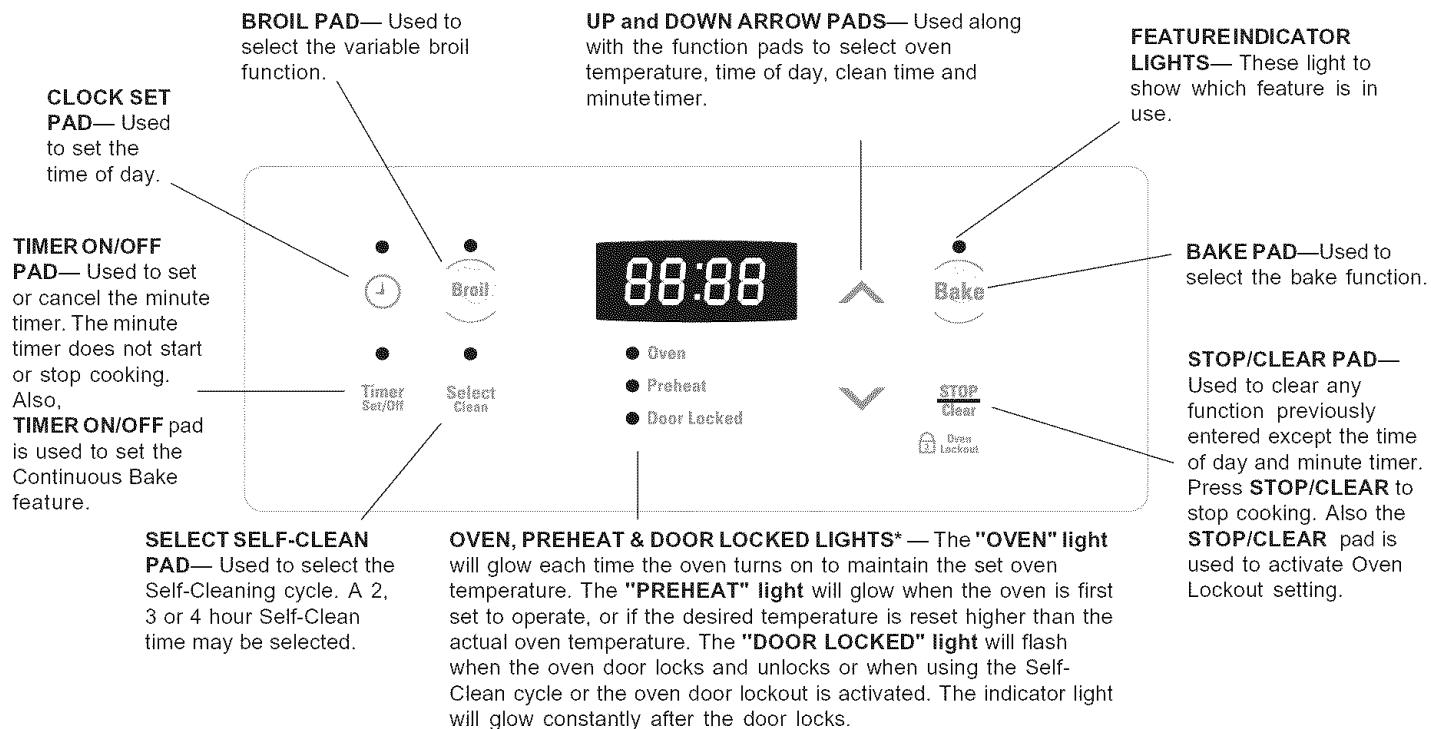 BROIL PAD— Used to
select the variable broil
function.
UP and DOWN ARROW PADS— Used along
with the function pads to select oven
temperature, time of day, clean time and
minute timer.
FEATURE INDICATOR
LIGHTS— These light to
show which feature is in
use.
CLOCK SET
PAD— Used
to set the
time of day.
TIMER ON/OFF
PAD— Used to set
or cancel the minute
timer. The minute
timer does not start
or stop cooking.
Also,
TIMER ON/OFF pad
is used to set the
Continuous Bake
feature.
Broil
88:88
Bake
BAKE PAD—Used to
select the bake function.
Timer
Set/Off
Select
Clean
Oven
Preheat
Door Locked
STOP
Clear
Oven
Lockout
STOP/CLEAR PAD—
Used to clear any
function previously
entered except the time
of day and minute timer.
Press STOP/CLEAR to
stop cooking. Also the
STOP/CLEAR pad is
used to activate Oven
Lockout setting.
SELECT SELF-CLEAN
PAD— Used to select the
Self-Cleaning cycle. A 2,
3 or 4 hour Self-Clean
time may be selected.
OVEN, PREHEAT & DOOR LOCKED LIGHTS* — The "OVEN" light
will glow each time the oven turns on to maintain the set oven
temperature. The "PREHEAT" light will glow when the oven is first
set to operate, or if the desired temperature is reset higher than the
actual oven temperature. The "DOOR LOCKED" light will flash
when the oven door locks and unlocks or when using the Self-
Clean cycle or the oven door lockout is activated. The indicator light
will glow constantly after the door locks.